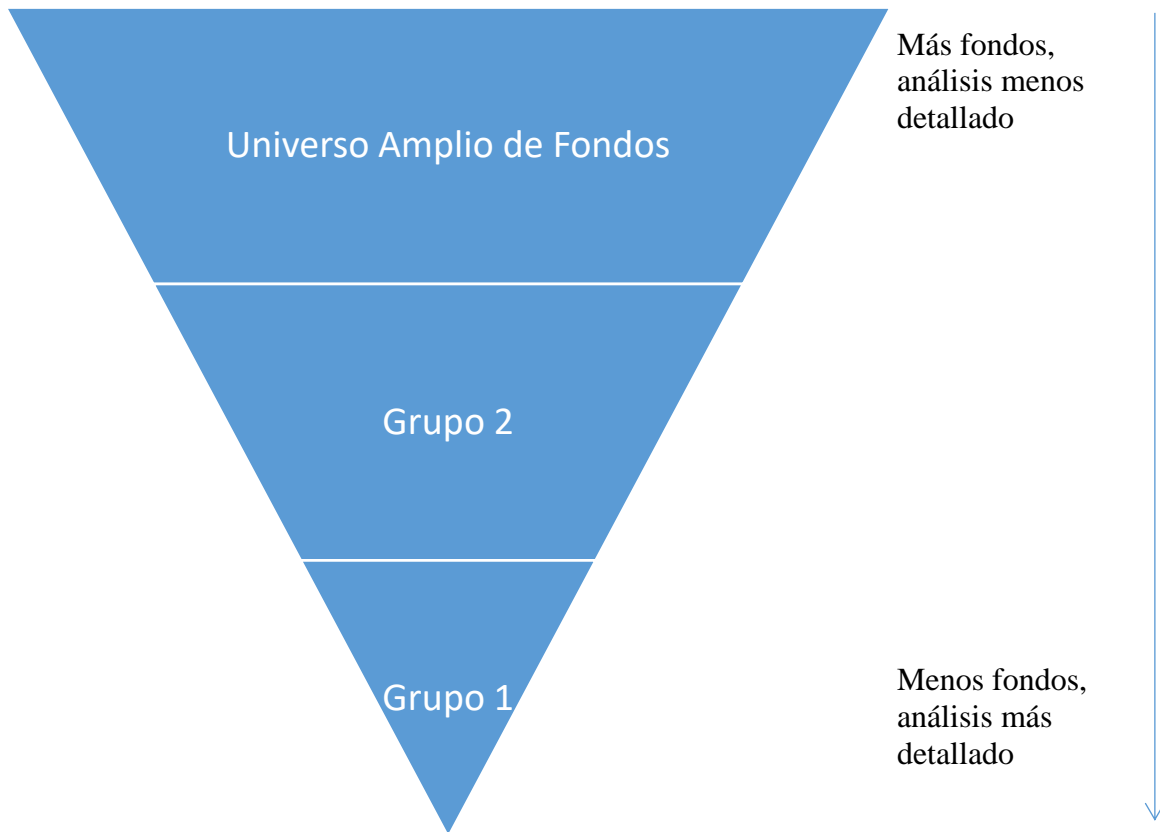 Más fondos,
análisis menos
detallado
Universo Amplio de Fondos
Grupo 2
Grupo 1
Menos fondos,
análisis más
detallado